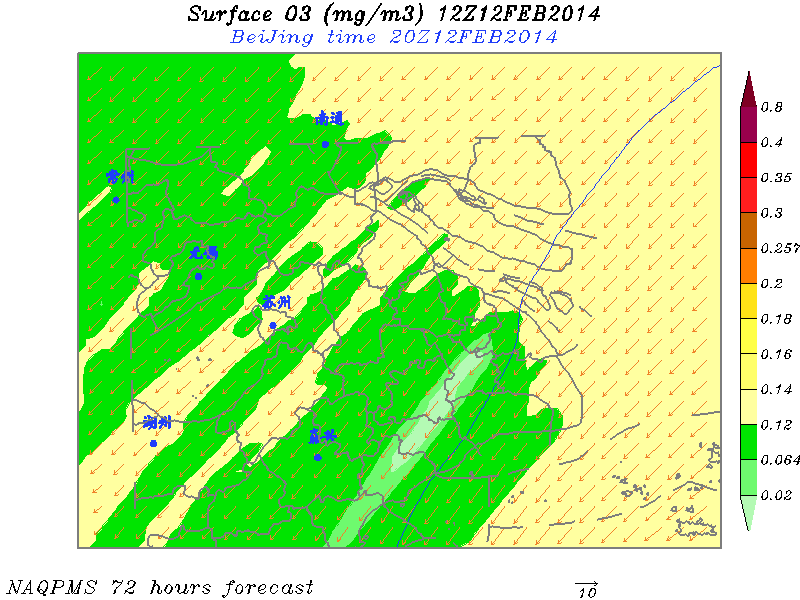 Surface O3 (mg/m3) 12Z12FEB2014
BeiJing time 20Z12FEB2014
南通
常州
无锡
苏州
湖州
嘉兴
0.8
0.4
0.35
0.3
0.257
0.2
0.18
0.16
0.14
0.12
0.064
0.02
NAQPMS 72 hours forecast
10